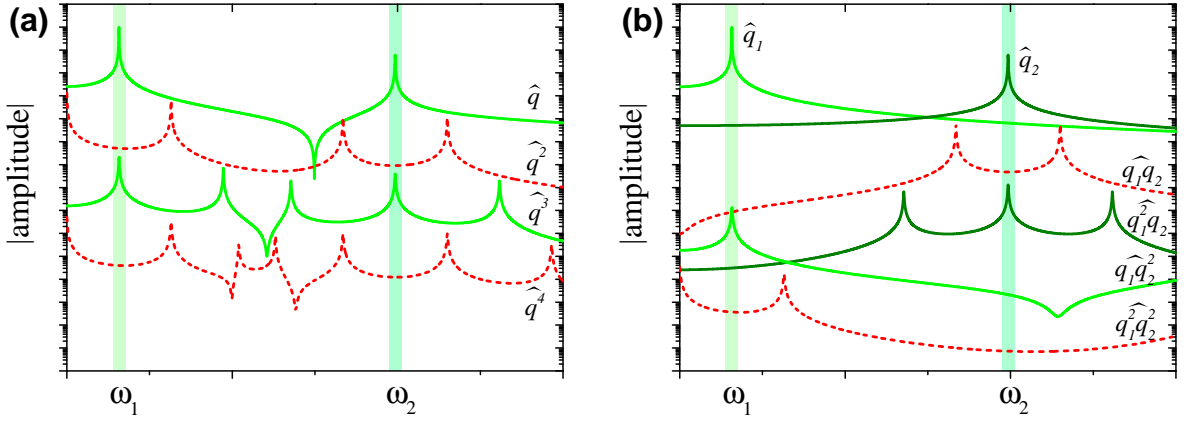 (a)
|amplitude|
q̂
q̂²
q̂³
q̂⁴
ω₁
ω₂
(b)
|amplitude|
q̂₁
q̂₂
q₁q₂^
q₁²q₂^
q₁q₂²^
q₁²q₂²^
ω₁
ω₂